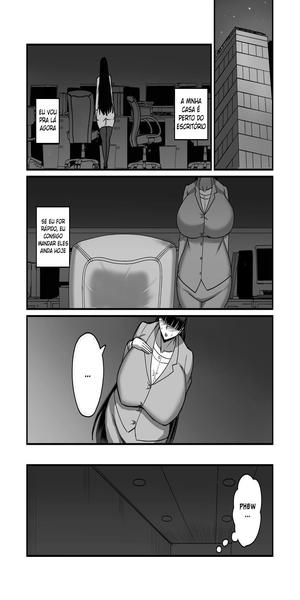 A MINHA
CASA É
PERTO DO
ESCRITÓRIO
EU VOU
PRA LÁ
AGORA
SE EU FOR
RÁPIDO, EU
CONSIGO
MANDAR ELES
AINDA HOJE
...
PHEW